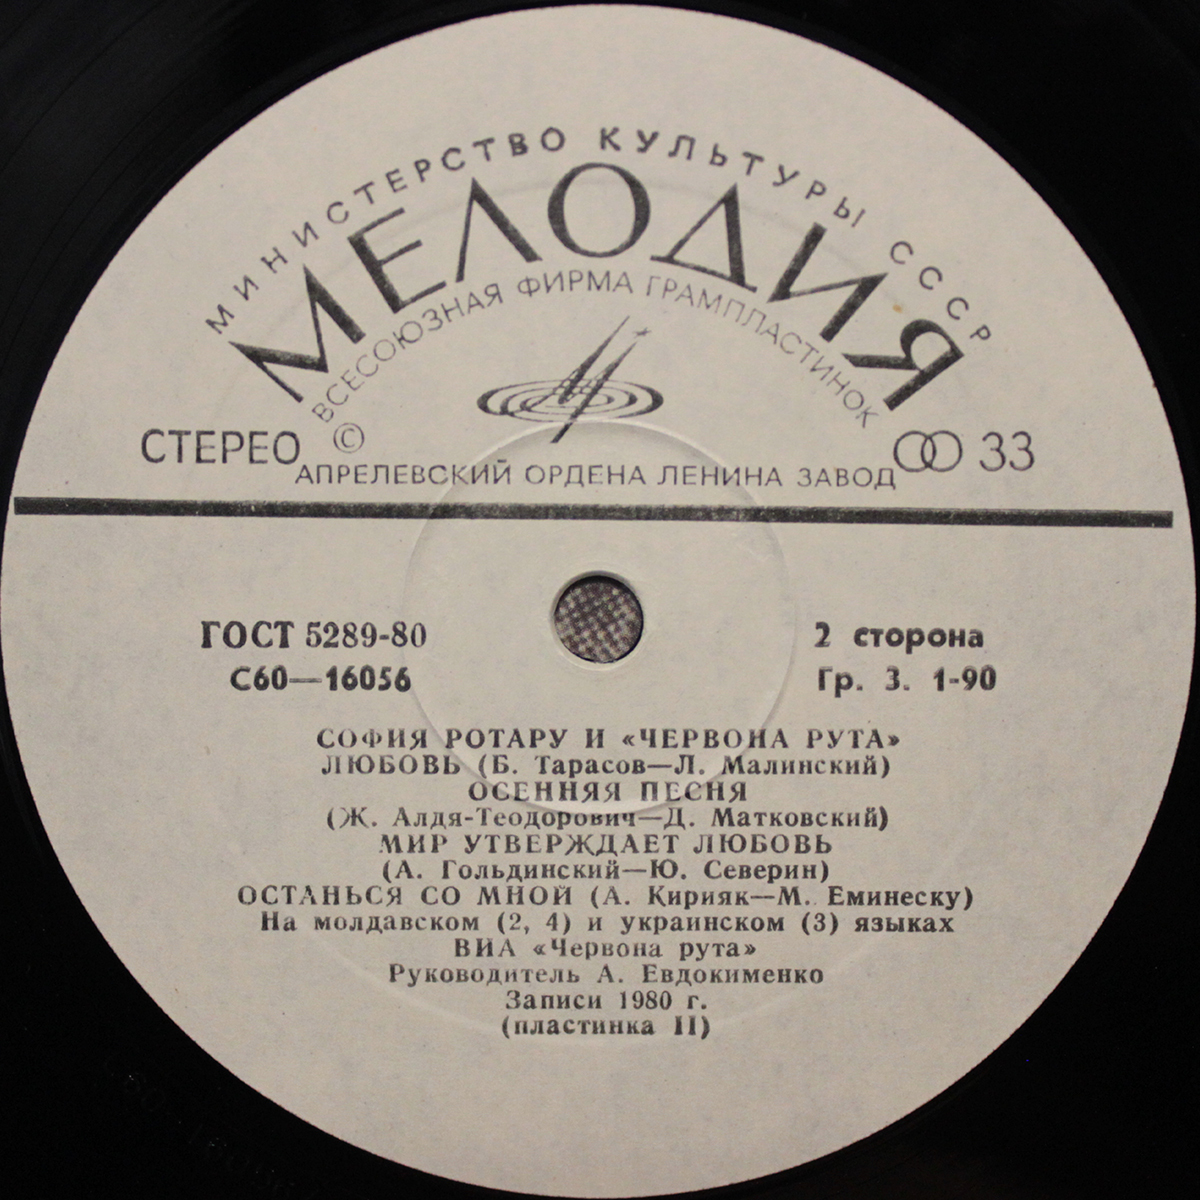 МИНИСТЕРСТВО КУЛЬТУРЫ СССР
МЕЛОДИЯ
ВСЕСОЮЗНАЯ ФИРМА ГРАМПЛАСТИНОК
СТЕРЕО © 33
АПРЕЛЕВСКИЙ ОРДЕНА ЛЕНИНА ЗАВОД
ГОСТ 5289-80 2 сторона
С60—16056 Гр. 3. 1-90
СОФИЯ РОТАРУ И «ЧЕРВОНА РУТА»
ЛЮБОВЬ (Б. Тарасов—Л. Малинский)
ОСЕННЯЯ ПЕСНЯ
(Ж. Алдя-Теодорович—Д. Матковский)
МИР УТВЕРЖДАЕТ ЛЮБОВЬ
(А. Гольдинский—Ю. Северин)
ОСТАНЬСЯ СО МНОЙ (А. Кирияк—М. Еминеску)
На молдавском (2, 4) и украинском (3) языках
ВИА «Червона рута»
Руководитель А. Евдокименко
Записи 1980 г.
(пластинка II)